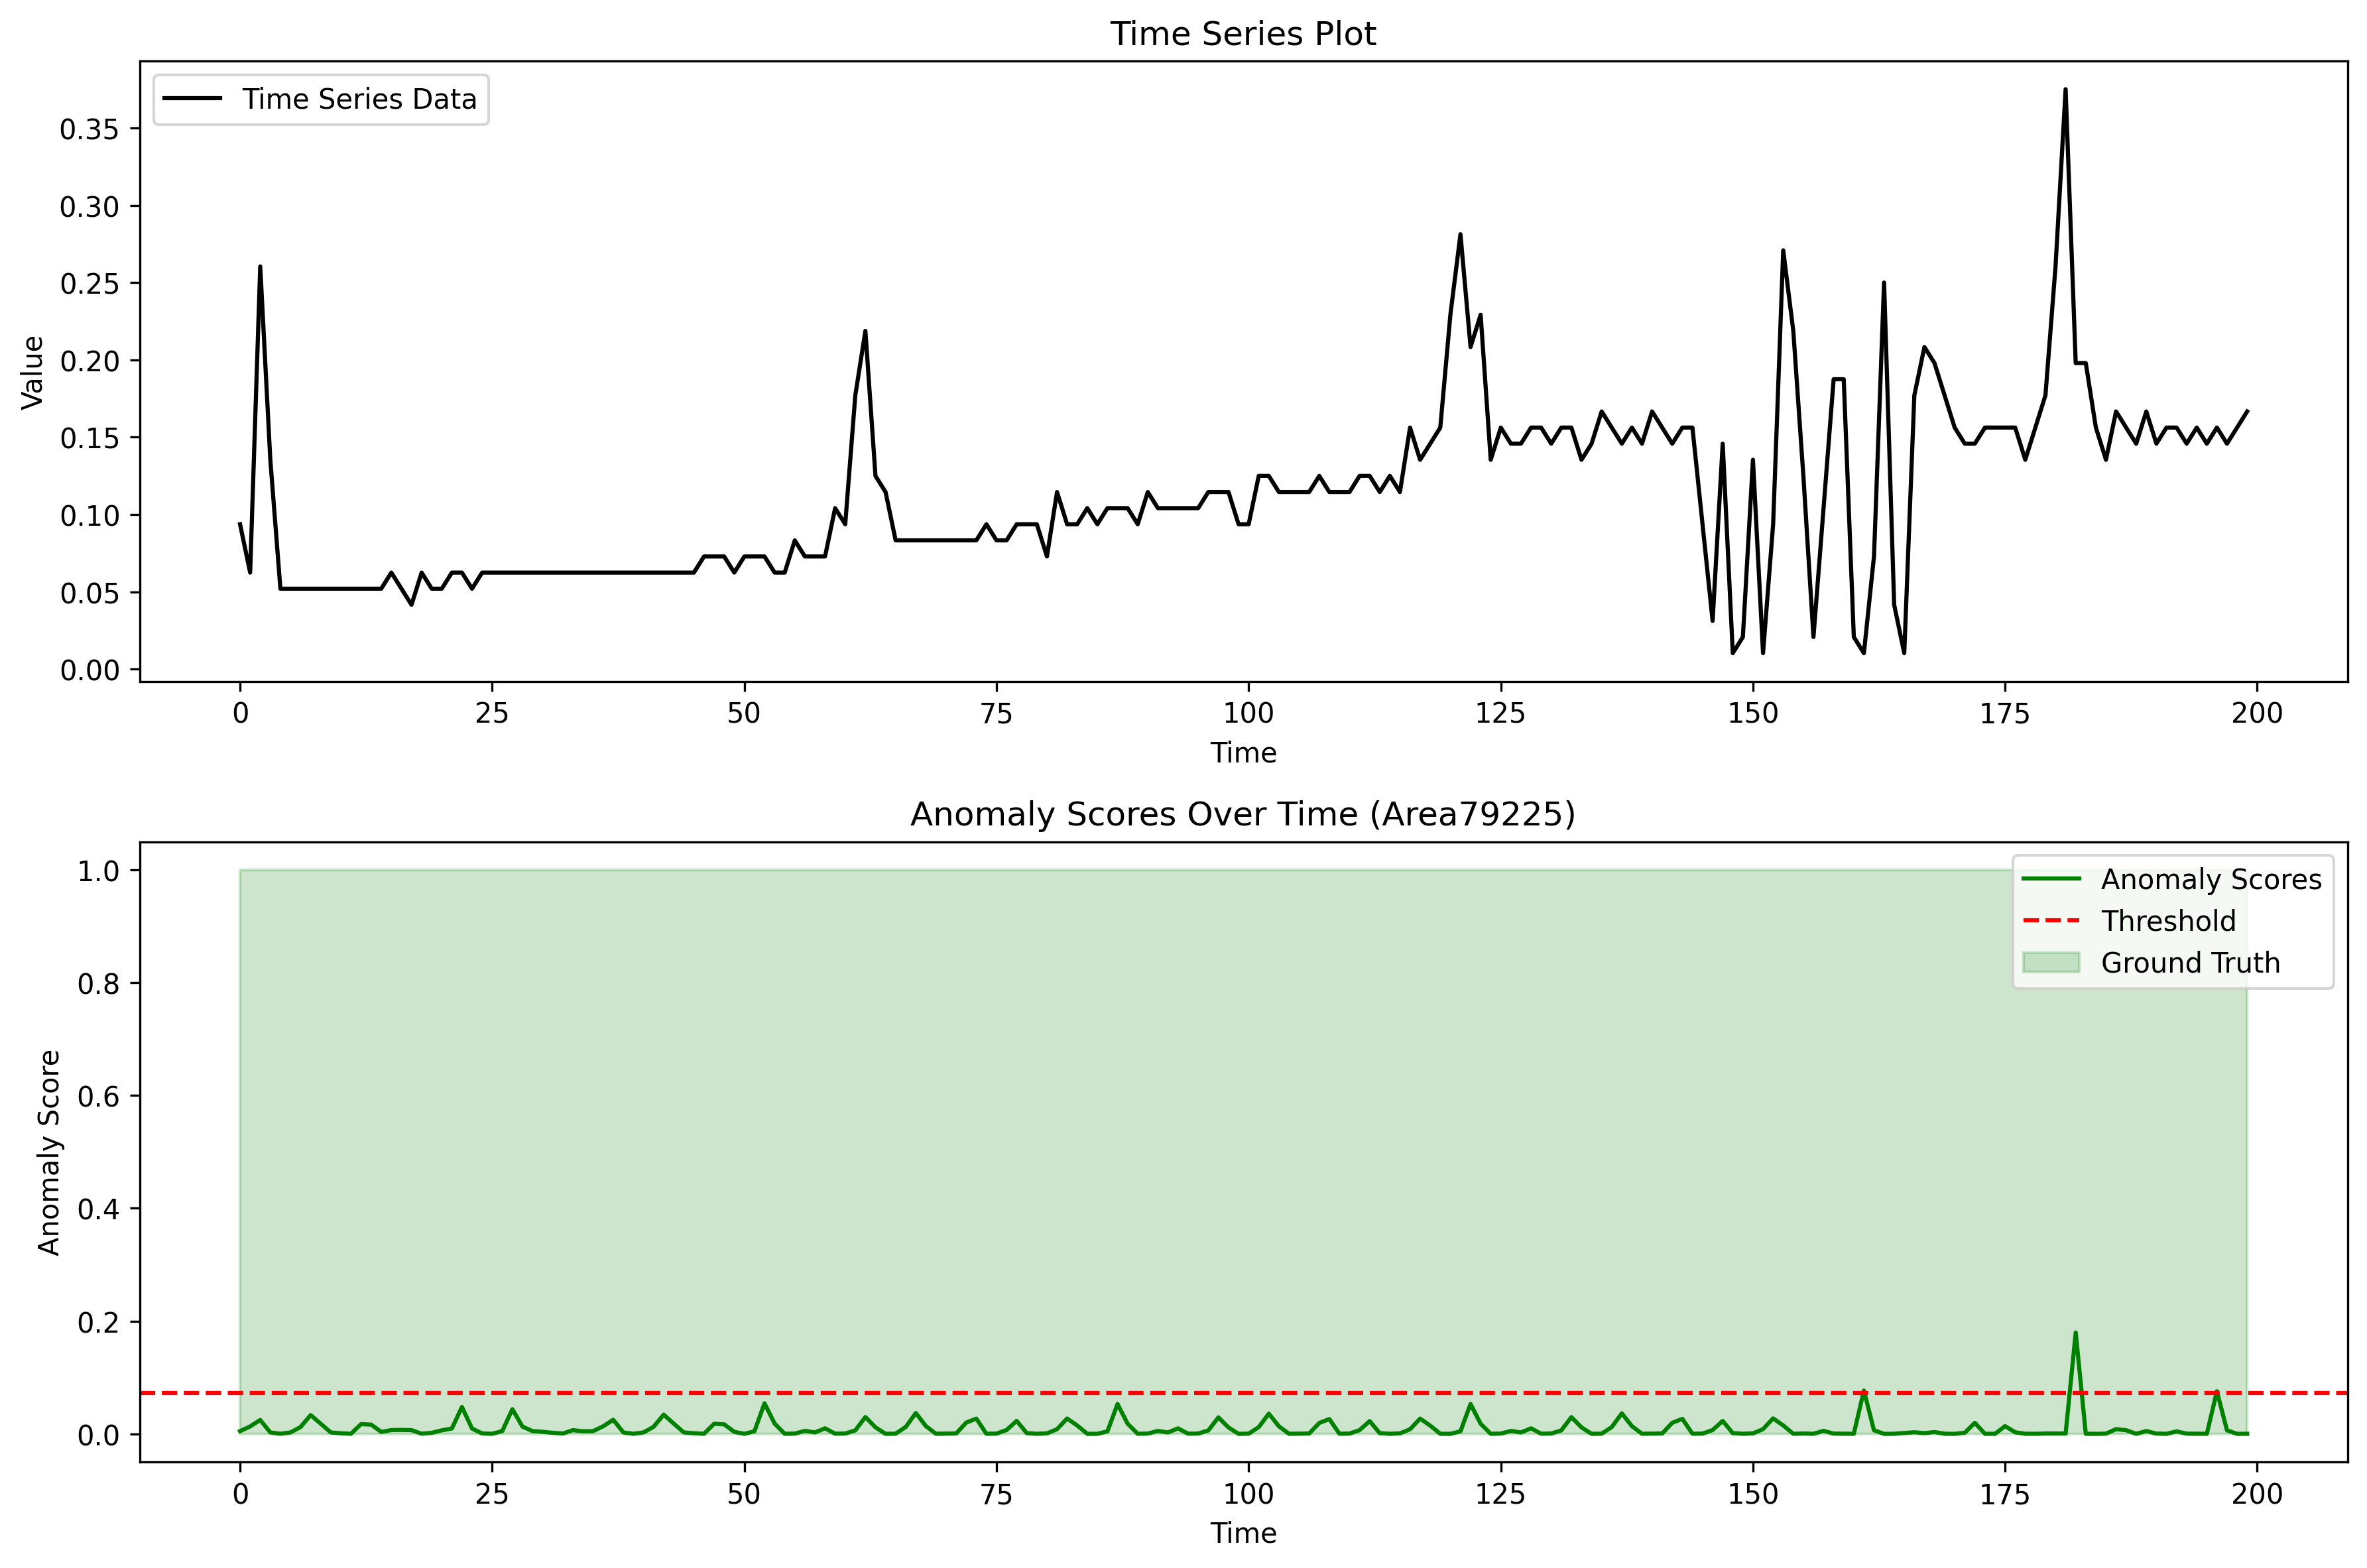 Time Series Plot
Time Series Data
Value
0.35
0.30
0.25
0.20
0.15
0.10
0.05
0.00
0 25 50 75 100 125 150 175 200
Time
Anomaly Scores Over Time (Area79225)
Anomaly Scores
Threshold
Ground Truth
Anomaly Score
1.0
0.8
0.6
0.4
0.2
0.0
0 25 50 75 100 125 150 175 200
Time